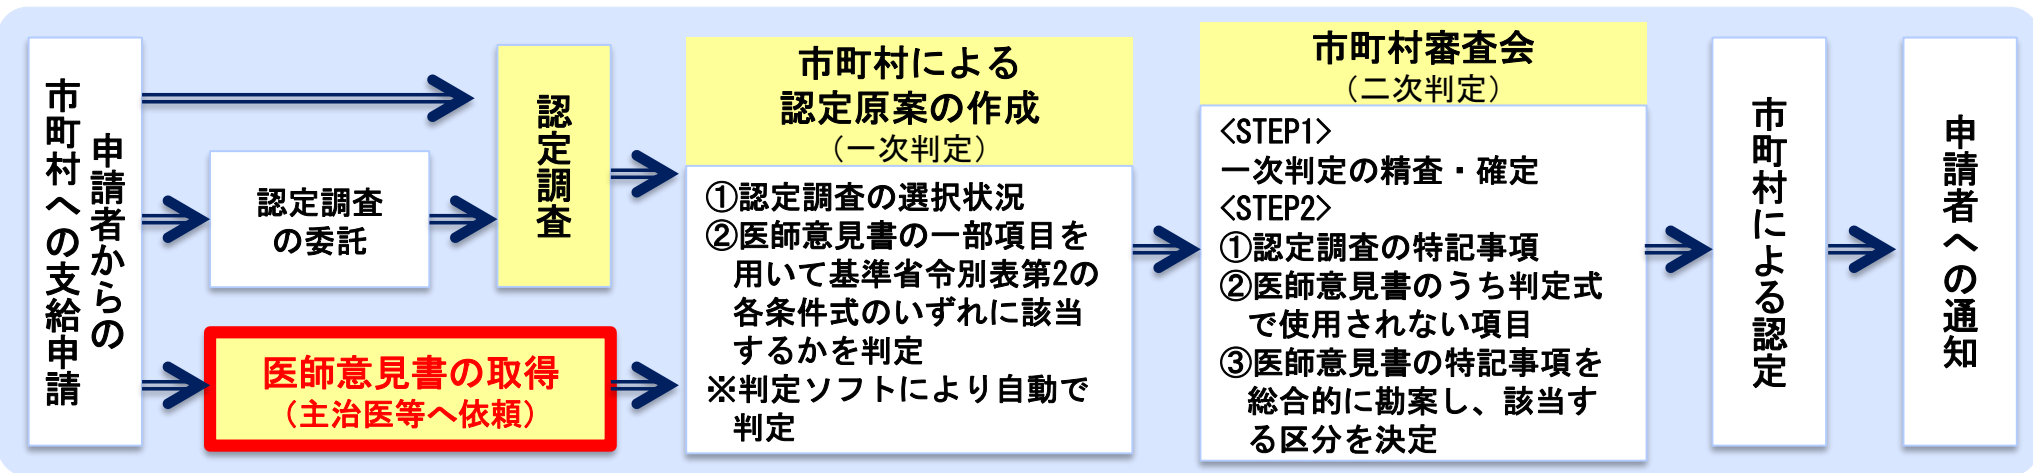 申請者からの
市町村への支給申請
認定調査
の委託
医師意見書の取得
（主治医等へ依頼）
認定調査
市町村による
認定原案の作成
（一次判定）
①認定調査の選択状況
②医師意見書の一部項目を
用いて基準省令別表第2の
各条件式のいずれに該当
するかを判定
※判定ソフトにより自動で
判定
市町村審査会
（二次判定）
<STEP1>
一次判定の精査・確定
<STEP2>
①認定調査の特記事項
②医師意見書のうち判定式
で使用されない項目
③医師意見書の特記事項を
総合的に勘案し、該当す
る区分を決定
市町村による認定
申請者への通知